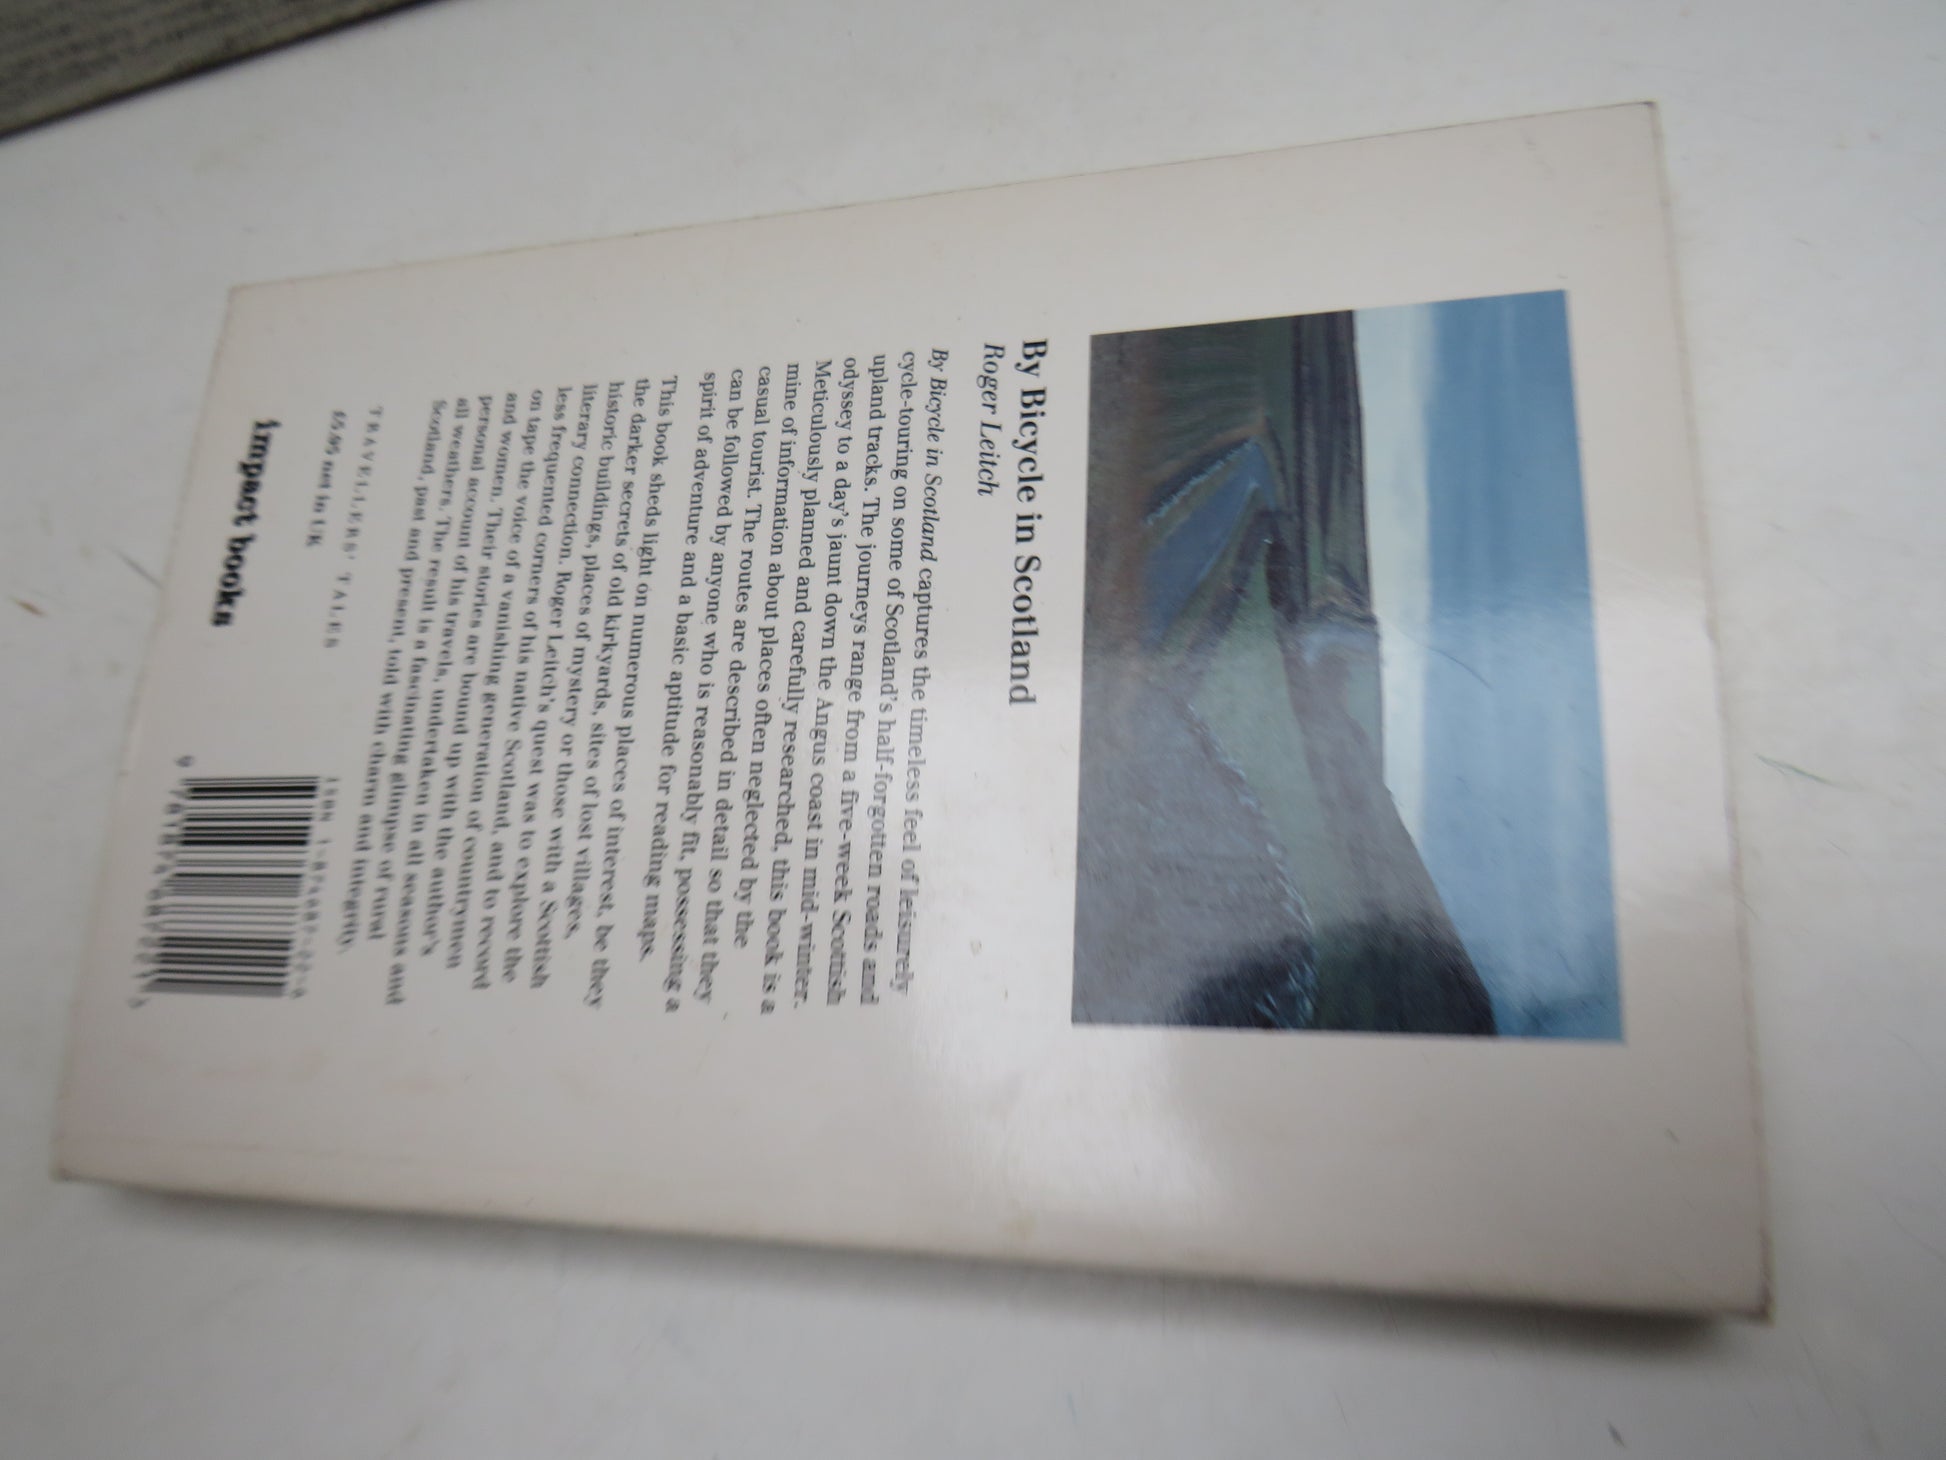 By Bicycle in Scotland
Roger Leitch
By Bicycle in Scotland captures the timeless feel of leisurely
cycle-touring on some of Scotland's half-forgotten roads and
upland tracks. The journeys range from a five-week Scottish
odyssey to a day's jaunt down the Angus coast in mid-winter.
Meticulously planned and carefully researched, this book is a
mine of information about places often neglected by the
casual tourist. The routes are described in detail so that they
can be followed by anyone who is reasonably fit, possessing a
spirit of adventure and a basic aptitude for reading maps.
This book sheds light on numerous places of interest, be they
the darker secrets of old kirkyards, sites of lost villages,
historic buildings, places of mystery or those with a Scottish
literary connection. Roger Leitch's quest was to explore the
less frequented corners of his native Scotland, and to record
on tape the voice of a vanishing generation of countrymen
and women. Their stories are bound up with the author's
personal account of his travels, undertaken in all seasons and
all weathers. The result is a fascinating glimpse of rural
Scotland, past and present, told with charm and integrity.
TRAVELLERS' TALES
£5.95 net in UK
impact books
ISBN 1-874687-22-0